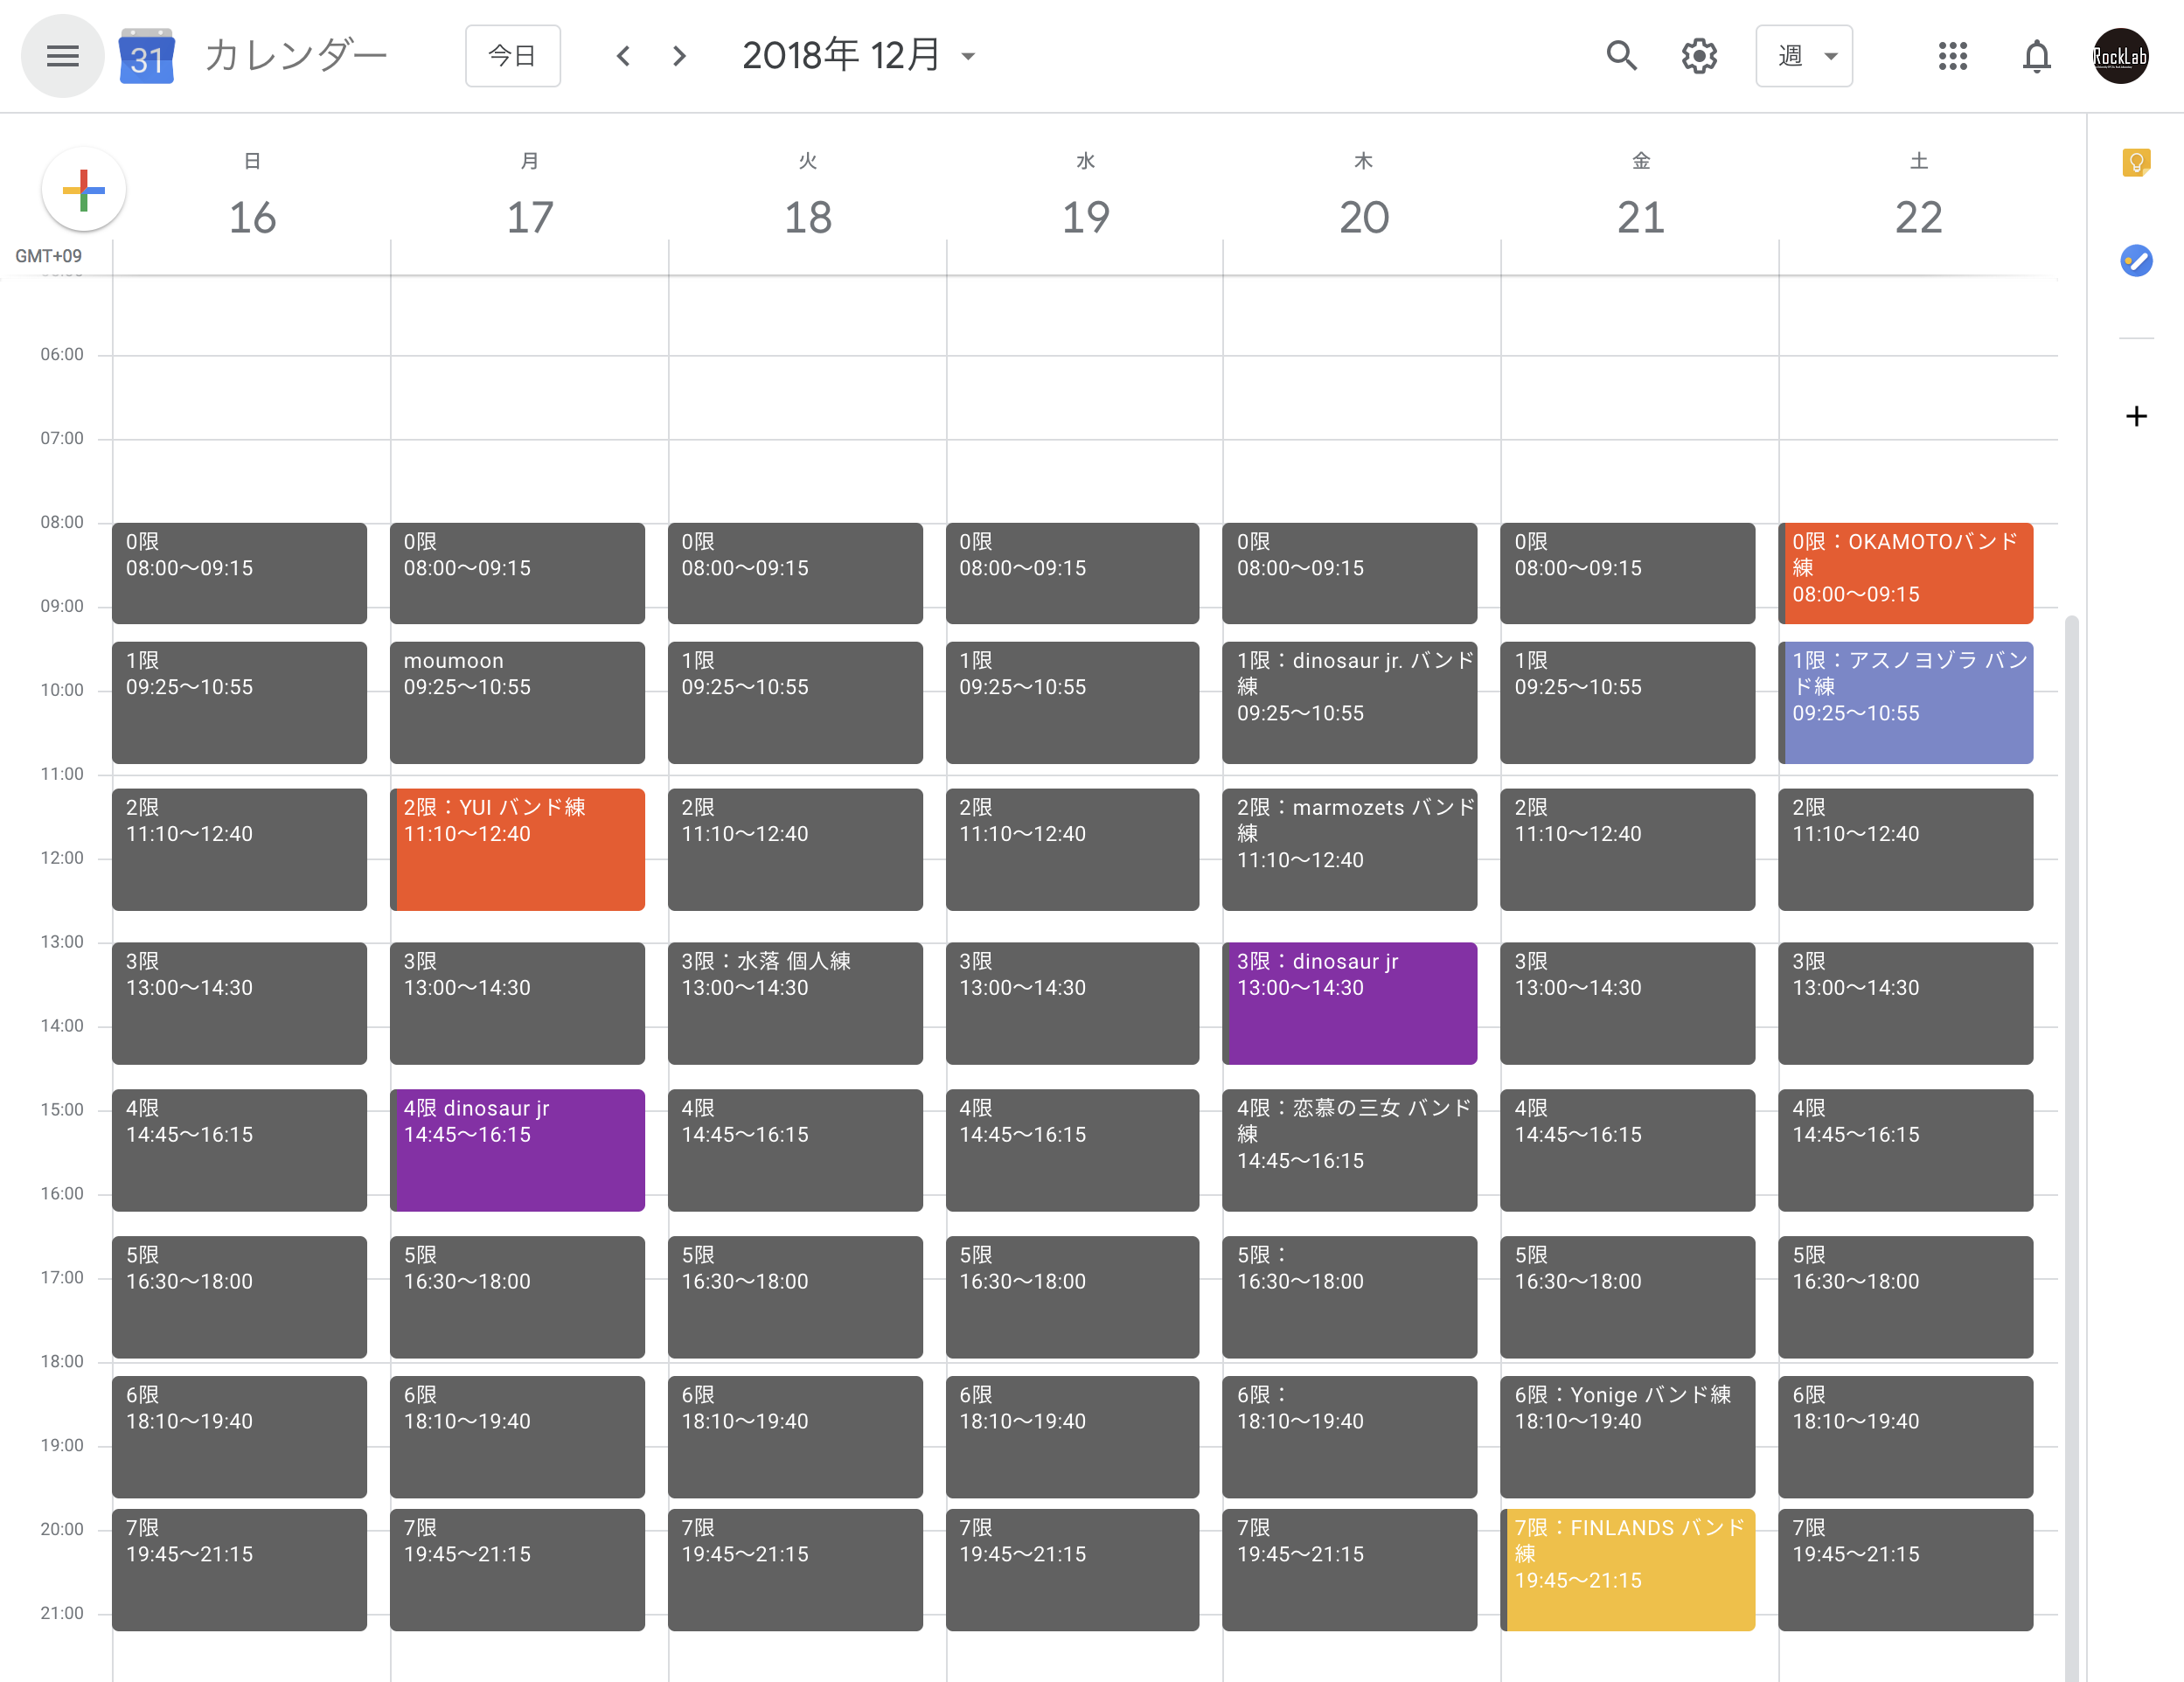 31 カレンダー 今日 2018年 12月 週 RockLab
日 月 火 水 木 金 土
16 17 18 19 20 21 22
GMT+09
06:00
07:00
08:00
09:00
10:00
11:00
12:00
13:00
14:00
15:00
16:00
17:00
18:00
19:00
20:00
21:00
0限
08:00〜09:15
1限
09:25〜10:55
2限
11:10〜12:40
3限
13:00〜14:30
4限
14:45〜16:15
5限
16:30〜18:00
6限
18:10〜19:40
7限
19:45〜21:15
0限
08:00〜09:15
moumoon
09:25〜10:55
2限：YUI バンド練
11:10〜12:40
3限
13:00〜14:30
4限 dinosaur jr
14:45〜16:15
5限
16:30〜18:00
6限
18:10〜19:40
7限
19:45〜21:15
0限
08:00〜09:15
1限
09:25〜10:55
2限
11:10〜12:40
3限：水落 個人練
13:00〜14:30
4限
14:45〜16:15
5限
16:30〜18:00
6限
18:10〜19:40
7限
19:45〜21:15
0限
08:00〜09:15
1限
09:25〜10:55
2限
11:10〜12:40
3限
13:00〜14:30
4限
14:45〜16:15
5限
16:30〜18:00
6限
18:10〜19:40
7限
19:45〜21:15
0限
08:00〜09:15
1限：dinosaur jr. バンド
練
09:25〜10:55
2限：marmozets バンド
練
11:10〜12:40
3限：dinosaur jr
13:00〜14:30
4限：恋慕の三女 バンド
練
14:45〜16:15
5限：
16:30〜18:00
6限：
18:10〜19:40
7限
19:45〜21:15
0限
08:00〜09:15
1限
09:25〜10:55
2限
11:10〜12:40
3限
13:00〜14:30
4限
14:45〜16:15
5限
16:30〜18:00
6限：Yonige バンド練
18:10〜19:40
7限：FINLANDS バンド
練
19:45〜21:15
0限：OKAMOTOバンド
練
08:00〜09:15
1限：アスノヨゾラ バン
ド練
09:25〜10:55
2限
11:10〜12:40
3限
13:00〜14:30
4限
14:45〜16:15
5限
16:30〜18:00
6限
18:10〜19:40
7限
19:45〜21:15